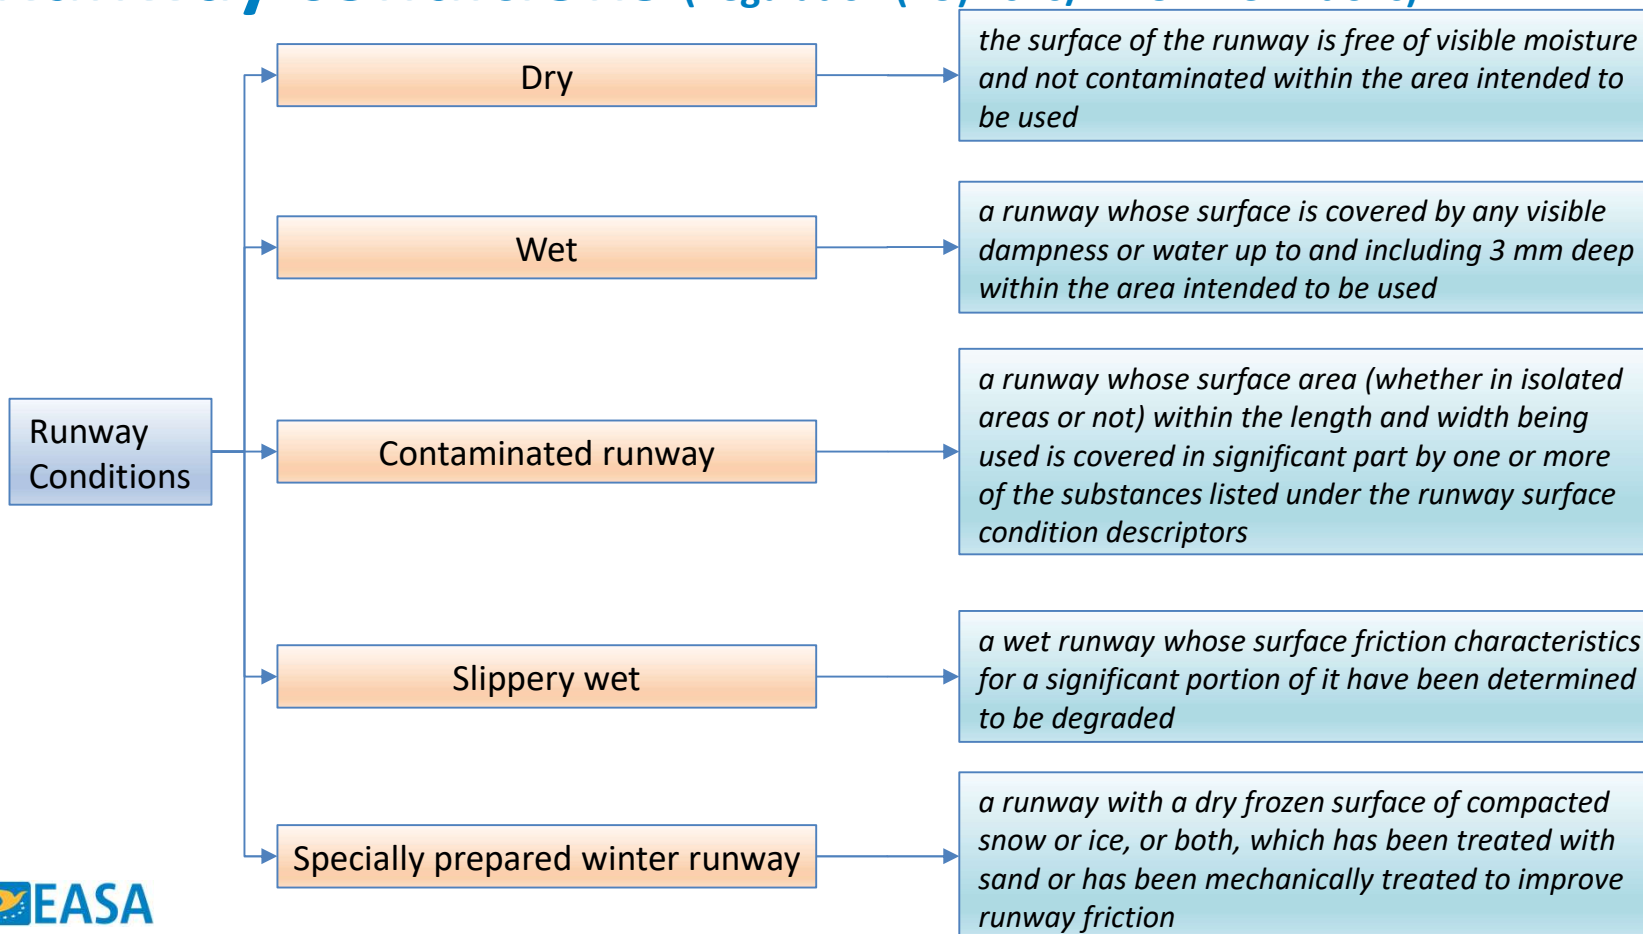 Dry
the surface of the runway is free of visible moisture
and not contaminated within the area intended to
be used
Wet
a runway whose surface is covered by any visible
dampness or water up to and including 3 mm deep
within the area intended to be used
Runway
Conditions
Contaminated runway
a runway whose surface area (whether in isolated
areas or not) within the length and width being
used is covered in significant part by one or more
of the substances listed under the runway surface
condition descriptors
Slippery wet
a wet runway whose surface friction characteristics
for a significant portion of it have been determined
to be degraded
Specially prepared winter runway
a runway with a dry frozen surface of compacted
snow or ice, or both, which has been treated with
sand or has been mechanically treated to improve
runway friction
EASA